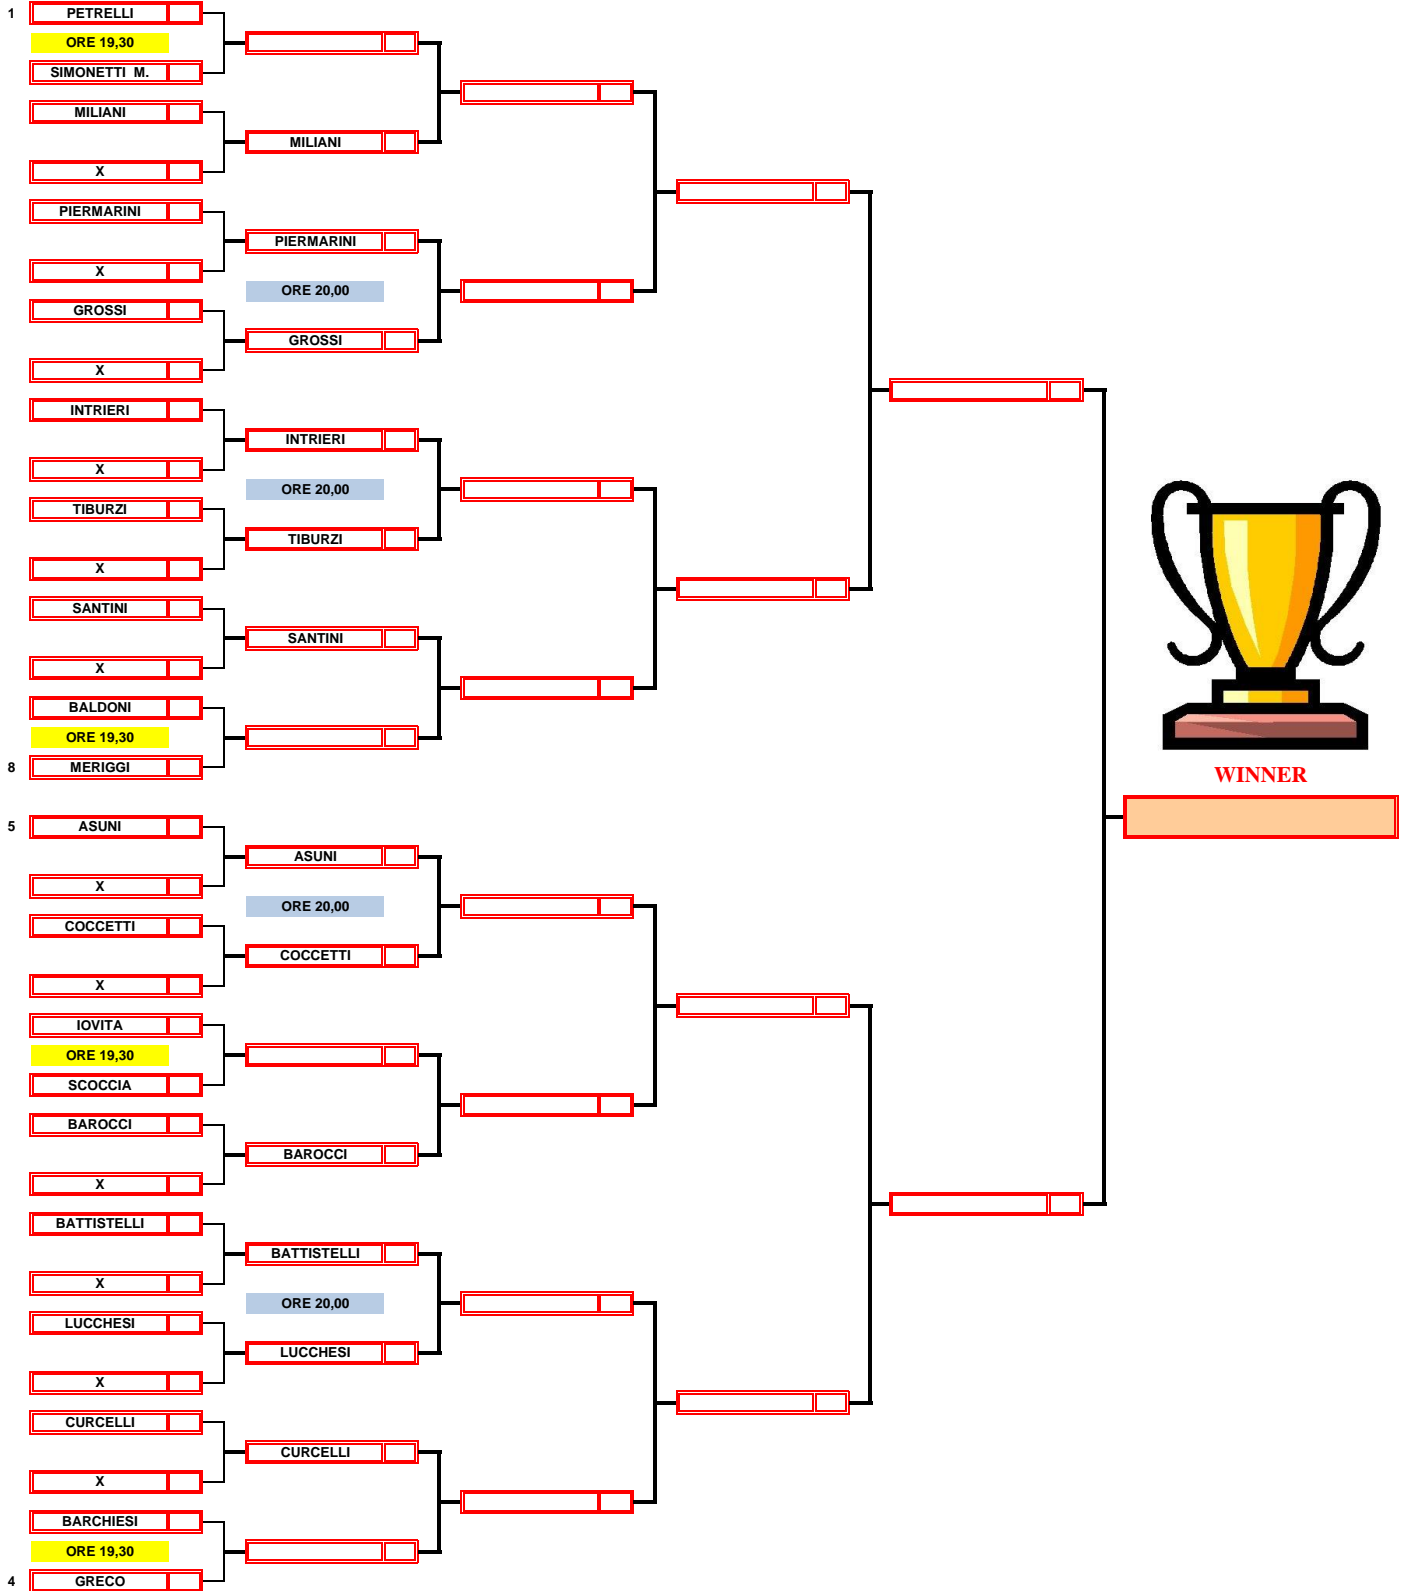 1 PETRELLI
ORE 19,30
SIMONETTI M.
MILIANI
MILIANI
X
PIERMARINI
PIERMARINI
X
ORE 20,00
GROSSI
GROSSI
X
INTRIERI
INTRIERI
X
ORE 20,00
TIBURZI
TIBURZI
X
SANTINI
SANTINI
X
BALDONI
ORE 19,30
8 MERIGGI
WINNER
5 ASUNI
ASUNI
X
ORE 20,00
COCCETTI
COCCETTI
X
IOVITA
ORE 19,30
SCOCCIA
BAROCCI
BAROCCI
X
BATTISTELLI
BATTISTELLI
X
ORE 20,00
LUCCHESI
LUCCHESI
X
CURCELLI
CURCELLI
X
BARCHIESI
ORE 19,30
4 GRECO